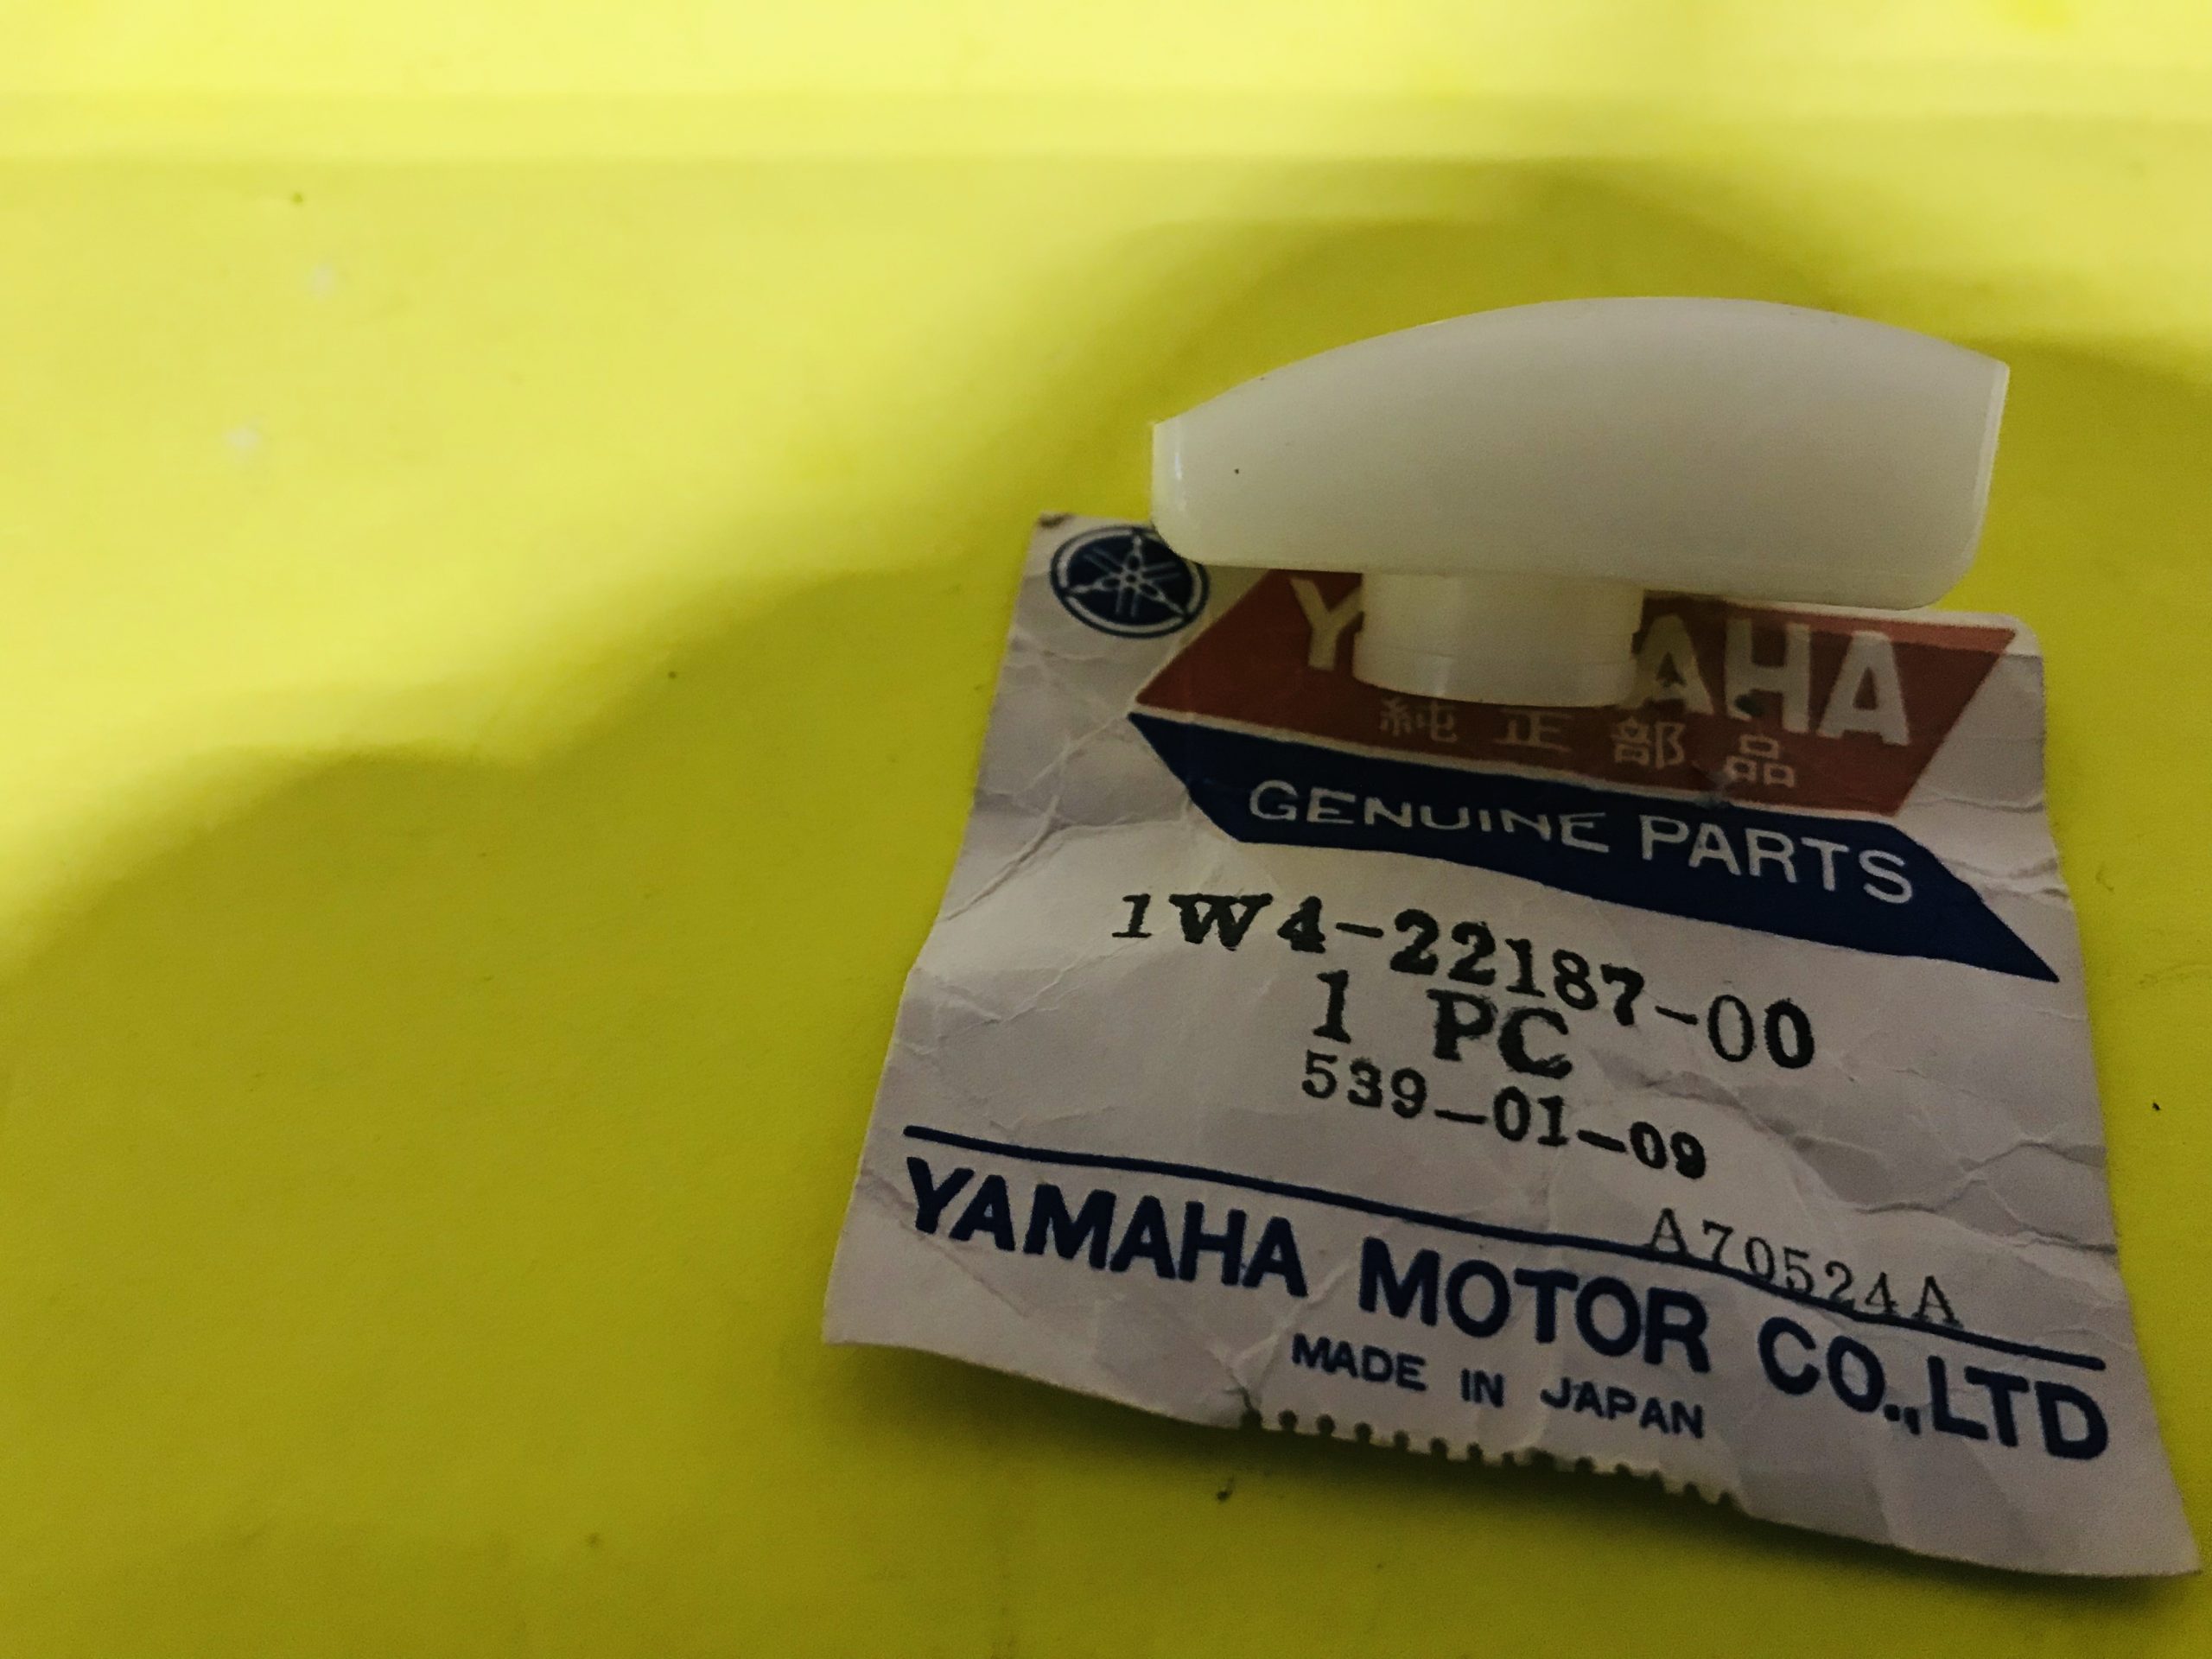 YAMAHA
純正部品
GENUINE PARTS
1W4-22187-00
1 PC
539-01-09
A70524A
YAMAHA MOTOR CO.,LTD
MADE IN JAPAN